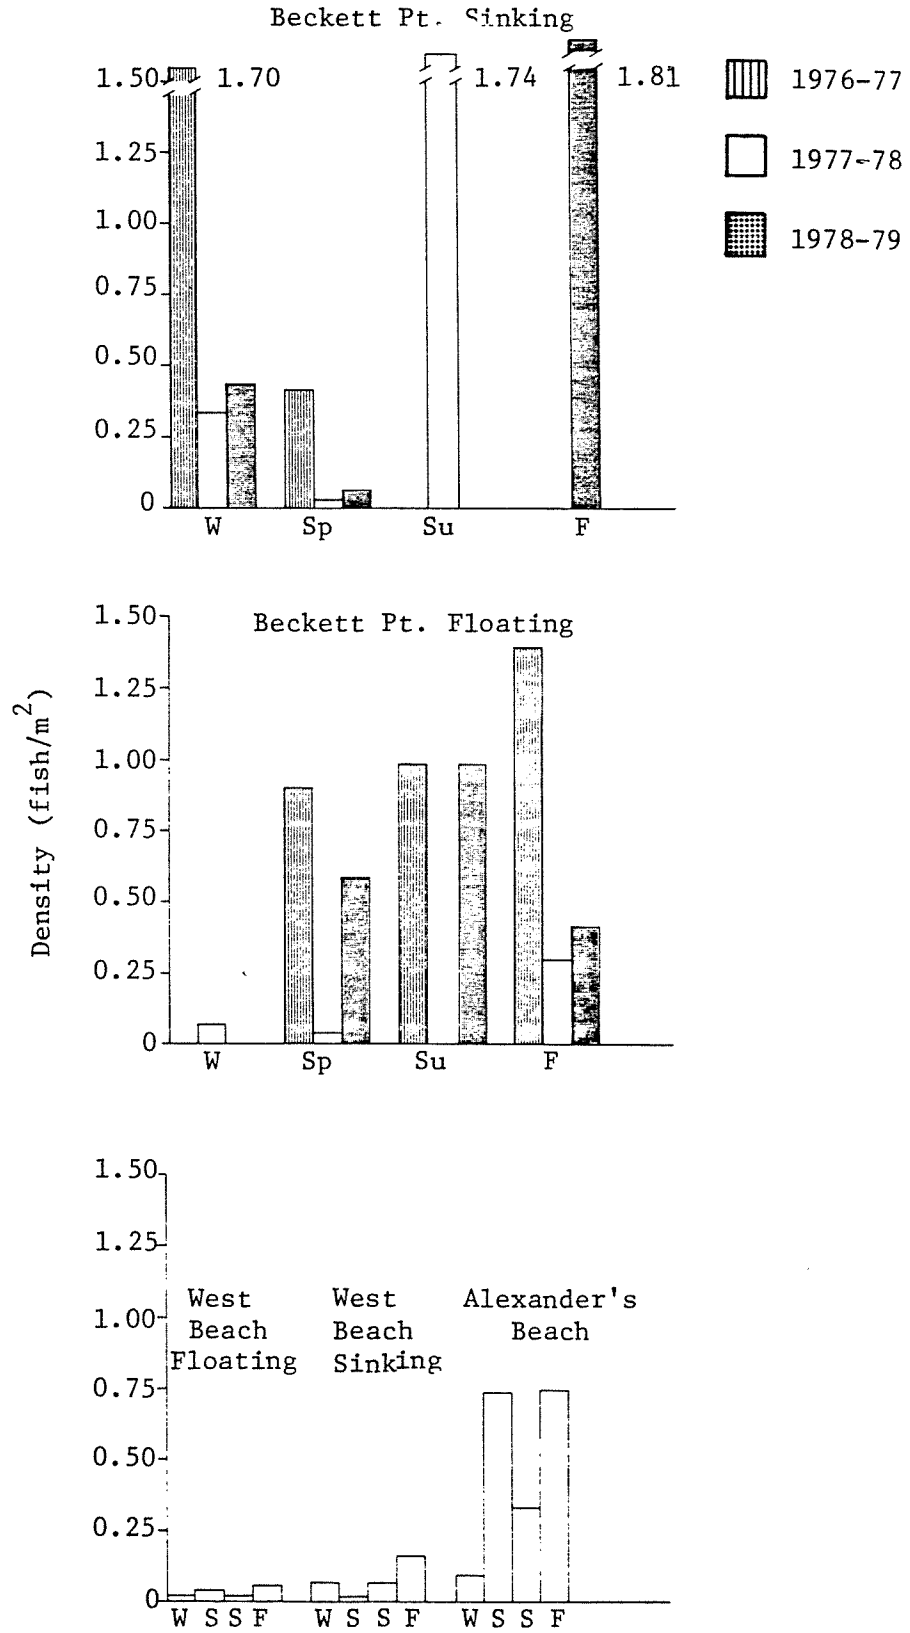 Beckett Pt. Sinking
1.50 1.70 1.74 1.81
1.25
1.00
0.75
0.50
0.25
0
W Sp Su F
1976-77
1977-78
1978-79
Density (fish/m2)
Beckett Pt. Floating
1.50
1.25
1.00
0.75
0.50
0.25
0
W Sp Su F
1.50
1.25
1.00
0.75
0.50
0.25
0
West
Beach
Floating
West
Beach
Sinking
Alexander's
Beach
W S S F W S S F W S S F